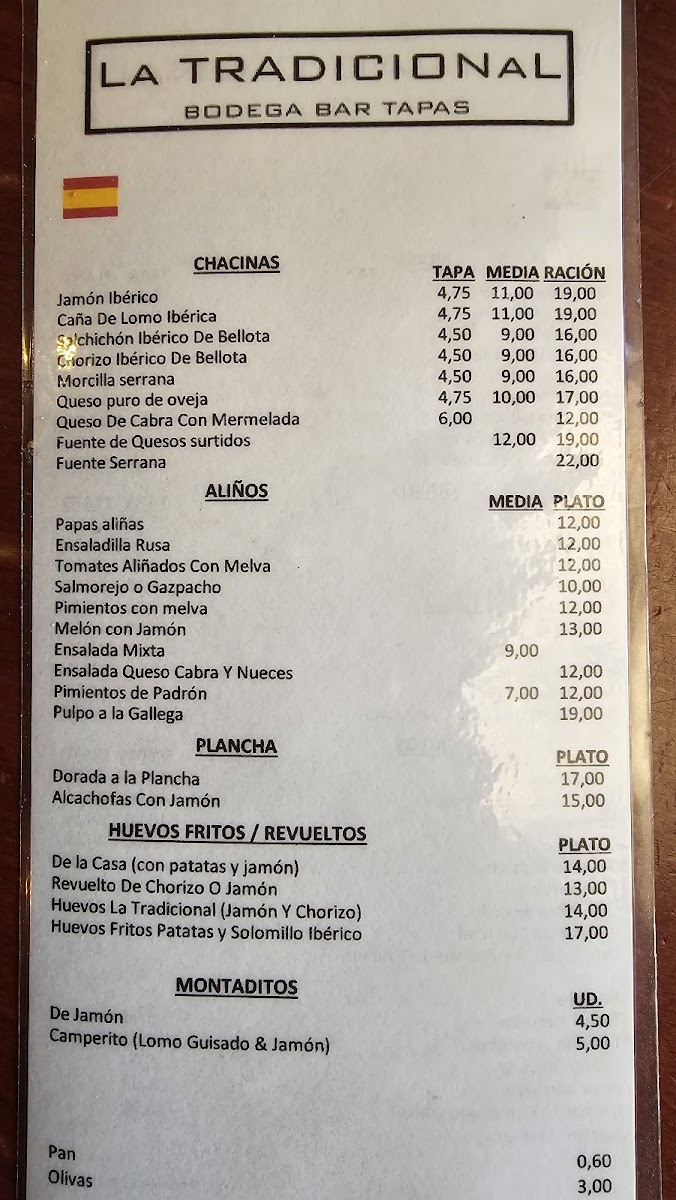 LA TRADICIONAL
BODEGA BAR TAPAS
CHACINAS
TAPA MEDIA RACIÓN
Jamón Ibérico 4,75 11,00 19,00
Caña De Lomo Ibérica 4,75 11,00 19,00
Salchichón Ibérico De Bellota 4,50 9,00 16,00
Chorizo Ibérico De Bellota 4,50 9,00 16,00
Morcilla serrana 4,50 9,00 16,00
Queso puro de oveja 4,75 10,00 17,00
Queso De Cabra Con Mermelada 6,00 12,00
Fuente de Quesos surtidos 12,00 19,00
Fuente Serrana 22,00
ALIÑOS
MEDIA PLATO
Papas aliñas 12,00
Ensaladilla Rusa 12,00
Tomates Aliñados Con Melva 12,00
Salmorejo o Gazpacho 10,00
Pimientos con melva 12,00
Melón con Jamón 13,00
Ensalada Mixta 9,00
Ensalada Queso Cabra Y Nueces 12,00
Pimientos de Padrón 7,00 12,00
Pulpo a la Gallega 19,00
PLANCHA
PLATO
Dorada a la Plancha 17,00
Alcachofas Con Jamón 15,00
HUEVOS FRITOS / REVUELTOS
PLATO
De la Casa (con patatas y jamón) 14,00
Revuelto De Chorizo O Jamón 13,00
Huevos La Tradicional (Jamón Y Chorizo) 14,00
Huevos Fritos Patatas y Solomillo Ibérico 17,00
MONTADITOS
UD.
De Jamón 4,50
Camperito (Lomo Guisado & Jamón) 5,00
Pan 0,60
Olivas 3,00